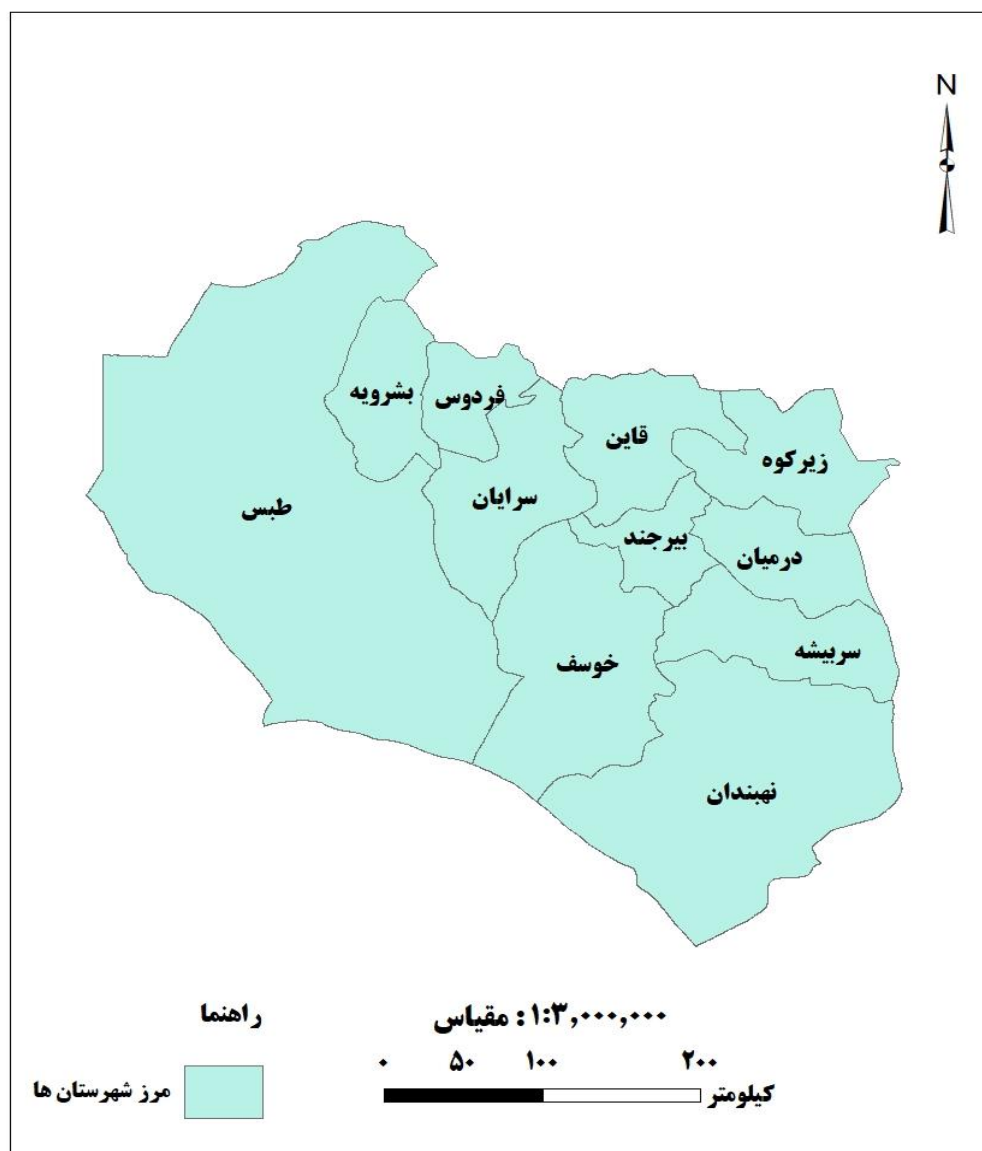 N
بشرویه
فردوس
قاین
زیرکوه
سرایان
طبس
بیرجند
درمیان
سربیشه
خوسف
نهبندان
راهنما
مقیاس : ۱:۳,۰۰۰,۰۰۰
۰ ۵۰ ۱۰۰ ۲۰۰
کیلومتر
مرز شهرستان ها